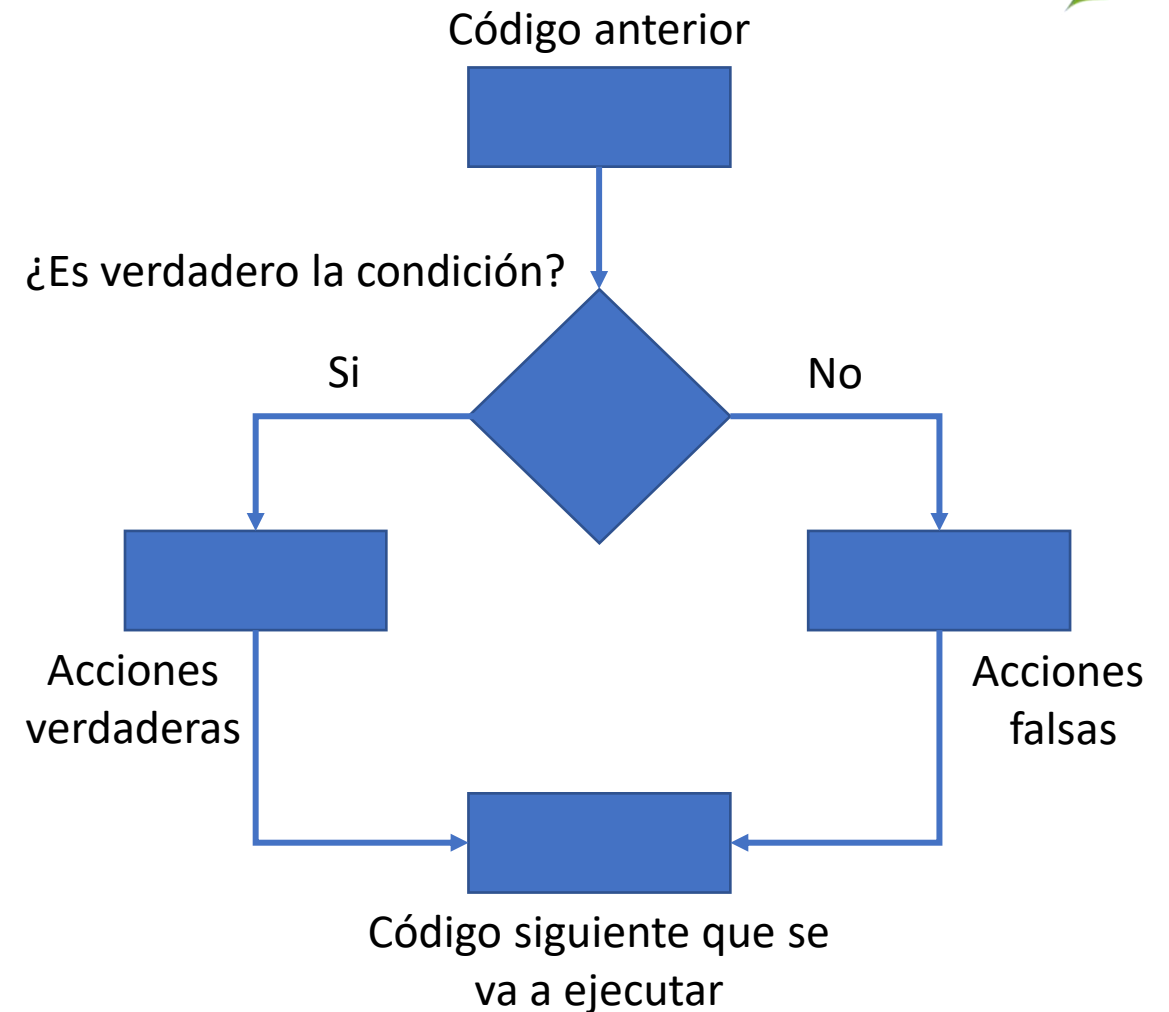 Código anterior
¿Es verdadero la condición?
Si
No
Acciones
verdaderas
Acciones
falsas
Código siguiente que se
va a ejecutar